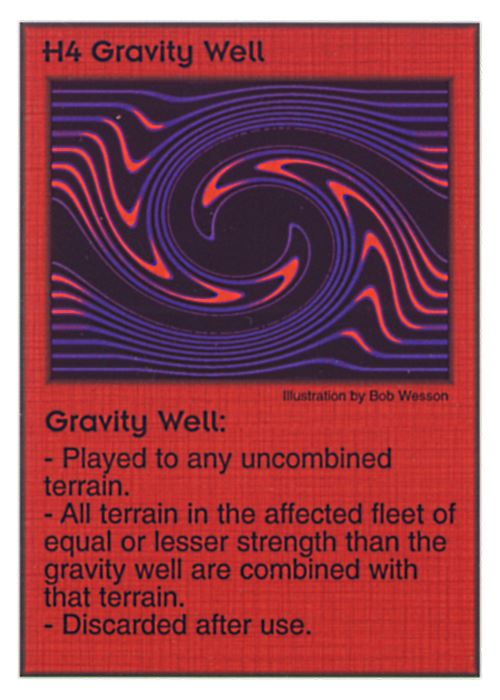 H4 Gravity Well
Illustration by Bob Wesson
Gravity Well:
- Played to any uncombined
terrain.
- All terrain in the affected fleet of
equal or lesser strength than the
gravity well are combined with
that terrain.
- Discarded after use.